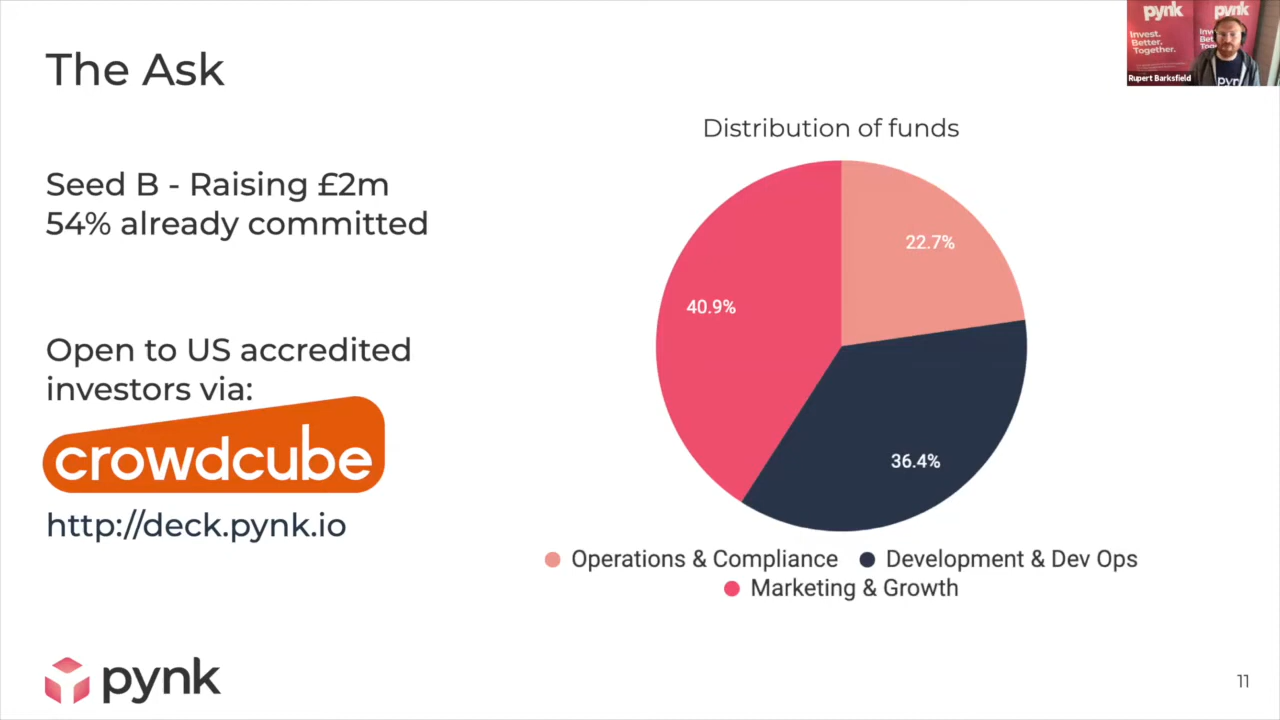 The Ask
Seed B - Raising £2m
54% already committed
Open to US accredited
investors via:
crowdcube
http://deck.pynk.io
pynk
Distribution of funds
22.7%
40.9%
36.4%
Operations & Compliance
Development & Dev Ops
Marketing & Growth
11
pynk
pynk
Invest.
Better.
Together.
Rupert Barksfield